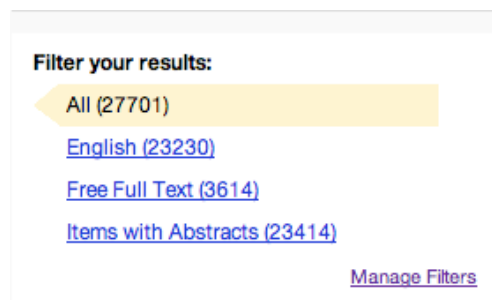 Filter your results:
All (27701)
English (23230)
Free Full Text (3614)
Items with Abstracts (23414)
Manage Filters